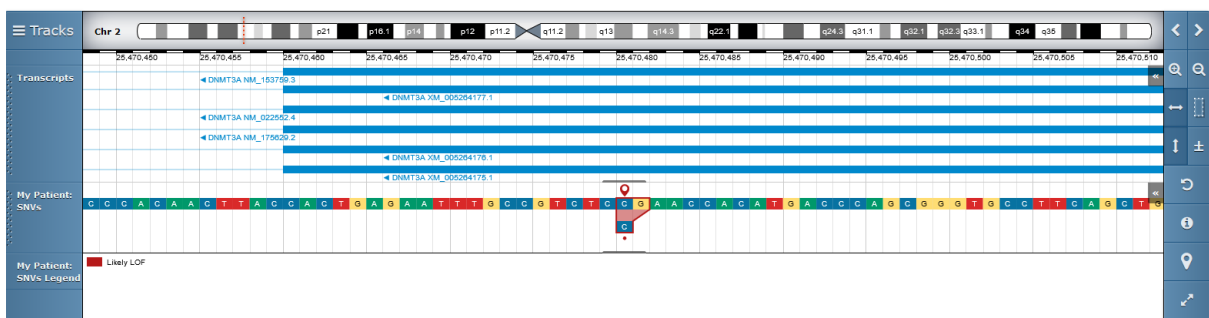 Tracks
Chr 2
p21 p16.1 p14 p12 p11.2 q11.2 q13 q14.3 q22.1 q24.3 q31.1 q32.1 q32.3 q33.1 q34 q35
25,470,450 25,470,455 25,470,460 25,470,465 25,470,470 25,470,475 25,470,480 25,470,485 25,470,490 25,470,495 25,470,500 25,470,505 25,470,510
Transcripts
DNMT3A NM_153759.3
DNMT3A XM_005264177.1
DNMT3A NM_022552.4
DNMT3A NM_175629.2
DNMT3A XM_005264176.1
DNMT3A XM_005264175.1
My Patient:
SNVs
C C C A C A A C T T A C C A C T G A G A A T T T G C C G T C T C C G A A C C A C A T G A C C C A G C G G G T G C C T T C A G C T G
C
My Patient:
SNVs Legend
Likely LOF